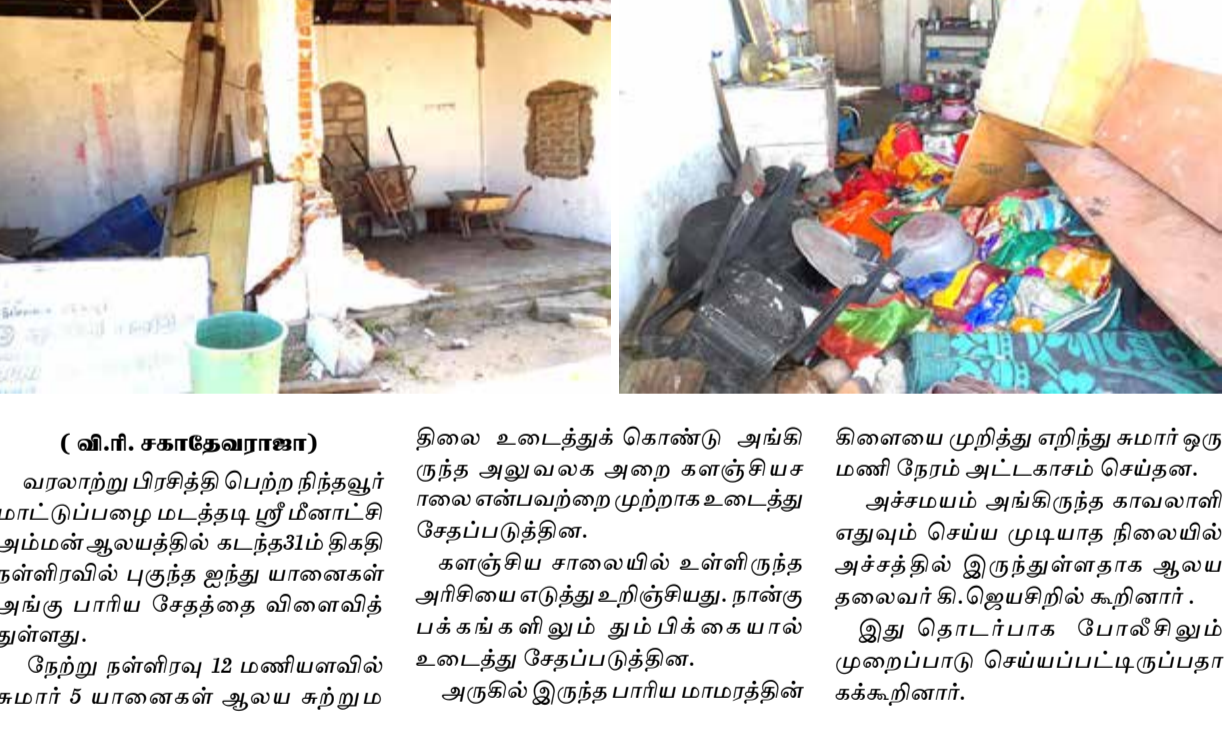 ( வி.ரி. சகாதேவராஜா)
வரலாற்று பிரசித்தி பெற்ற நிந்தவூர்
மாட்டுப்பழை மடத்தடி ஸ்ரீ மீனாட்சி
அம்மன் ஆலயத்தில் கடந்த31ம் திகதி
நள்ளிரவில் புகுந்த ஐந்து யானைகள்
அங்கு பாரிய சேதத்தை விளைவித்
துள்ளது.
நேற்று நள்ளிரவு 12 மணியளவில்
சுமார் 5 யானைகள் ஆலய சுற்றும
திலை உடைத்துக் கொண்டு அங்கி
ருந்த அலுவலக அறை களஞ்சியச
ாலை என்பவற்றை முற்றாக உடைத்து
சேதப்படுத்தின.
களஞ்சிய சாலையில் உள்ளிருந்த
அரிசியை எடுத்து உறிஞ்சியது. நான்கு
பக்கங்களிலும் தும்பிக்கையால்
உடைத்து சேதப்படுத்தின.
அருகில் இருந்த பாரிய மாமரத்தின்
கிளையை முறித்து எறிந்து சுமார் ஒரு
மணி நேரம் அட்டகாசம் செய்தன.
அச்சமயம் அங்கிருந்த காவலாளி
எதுவும் செய்ய முடியாத நிலையில்
அச்சத்தில் இருந்துள்ளதாக ஆலய
தலைவர் கி.ஜெயசிறில் கூறினார் .
இது தொடர்பாக போலீசிலும்
முறைப்பாடு செய்யப்பட்டிருப்பதா
கக்கூறினார்.